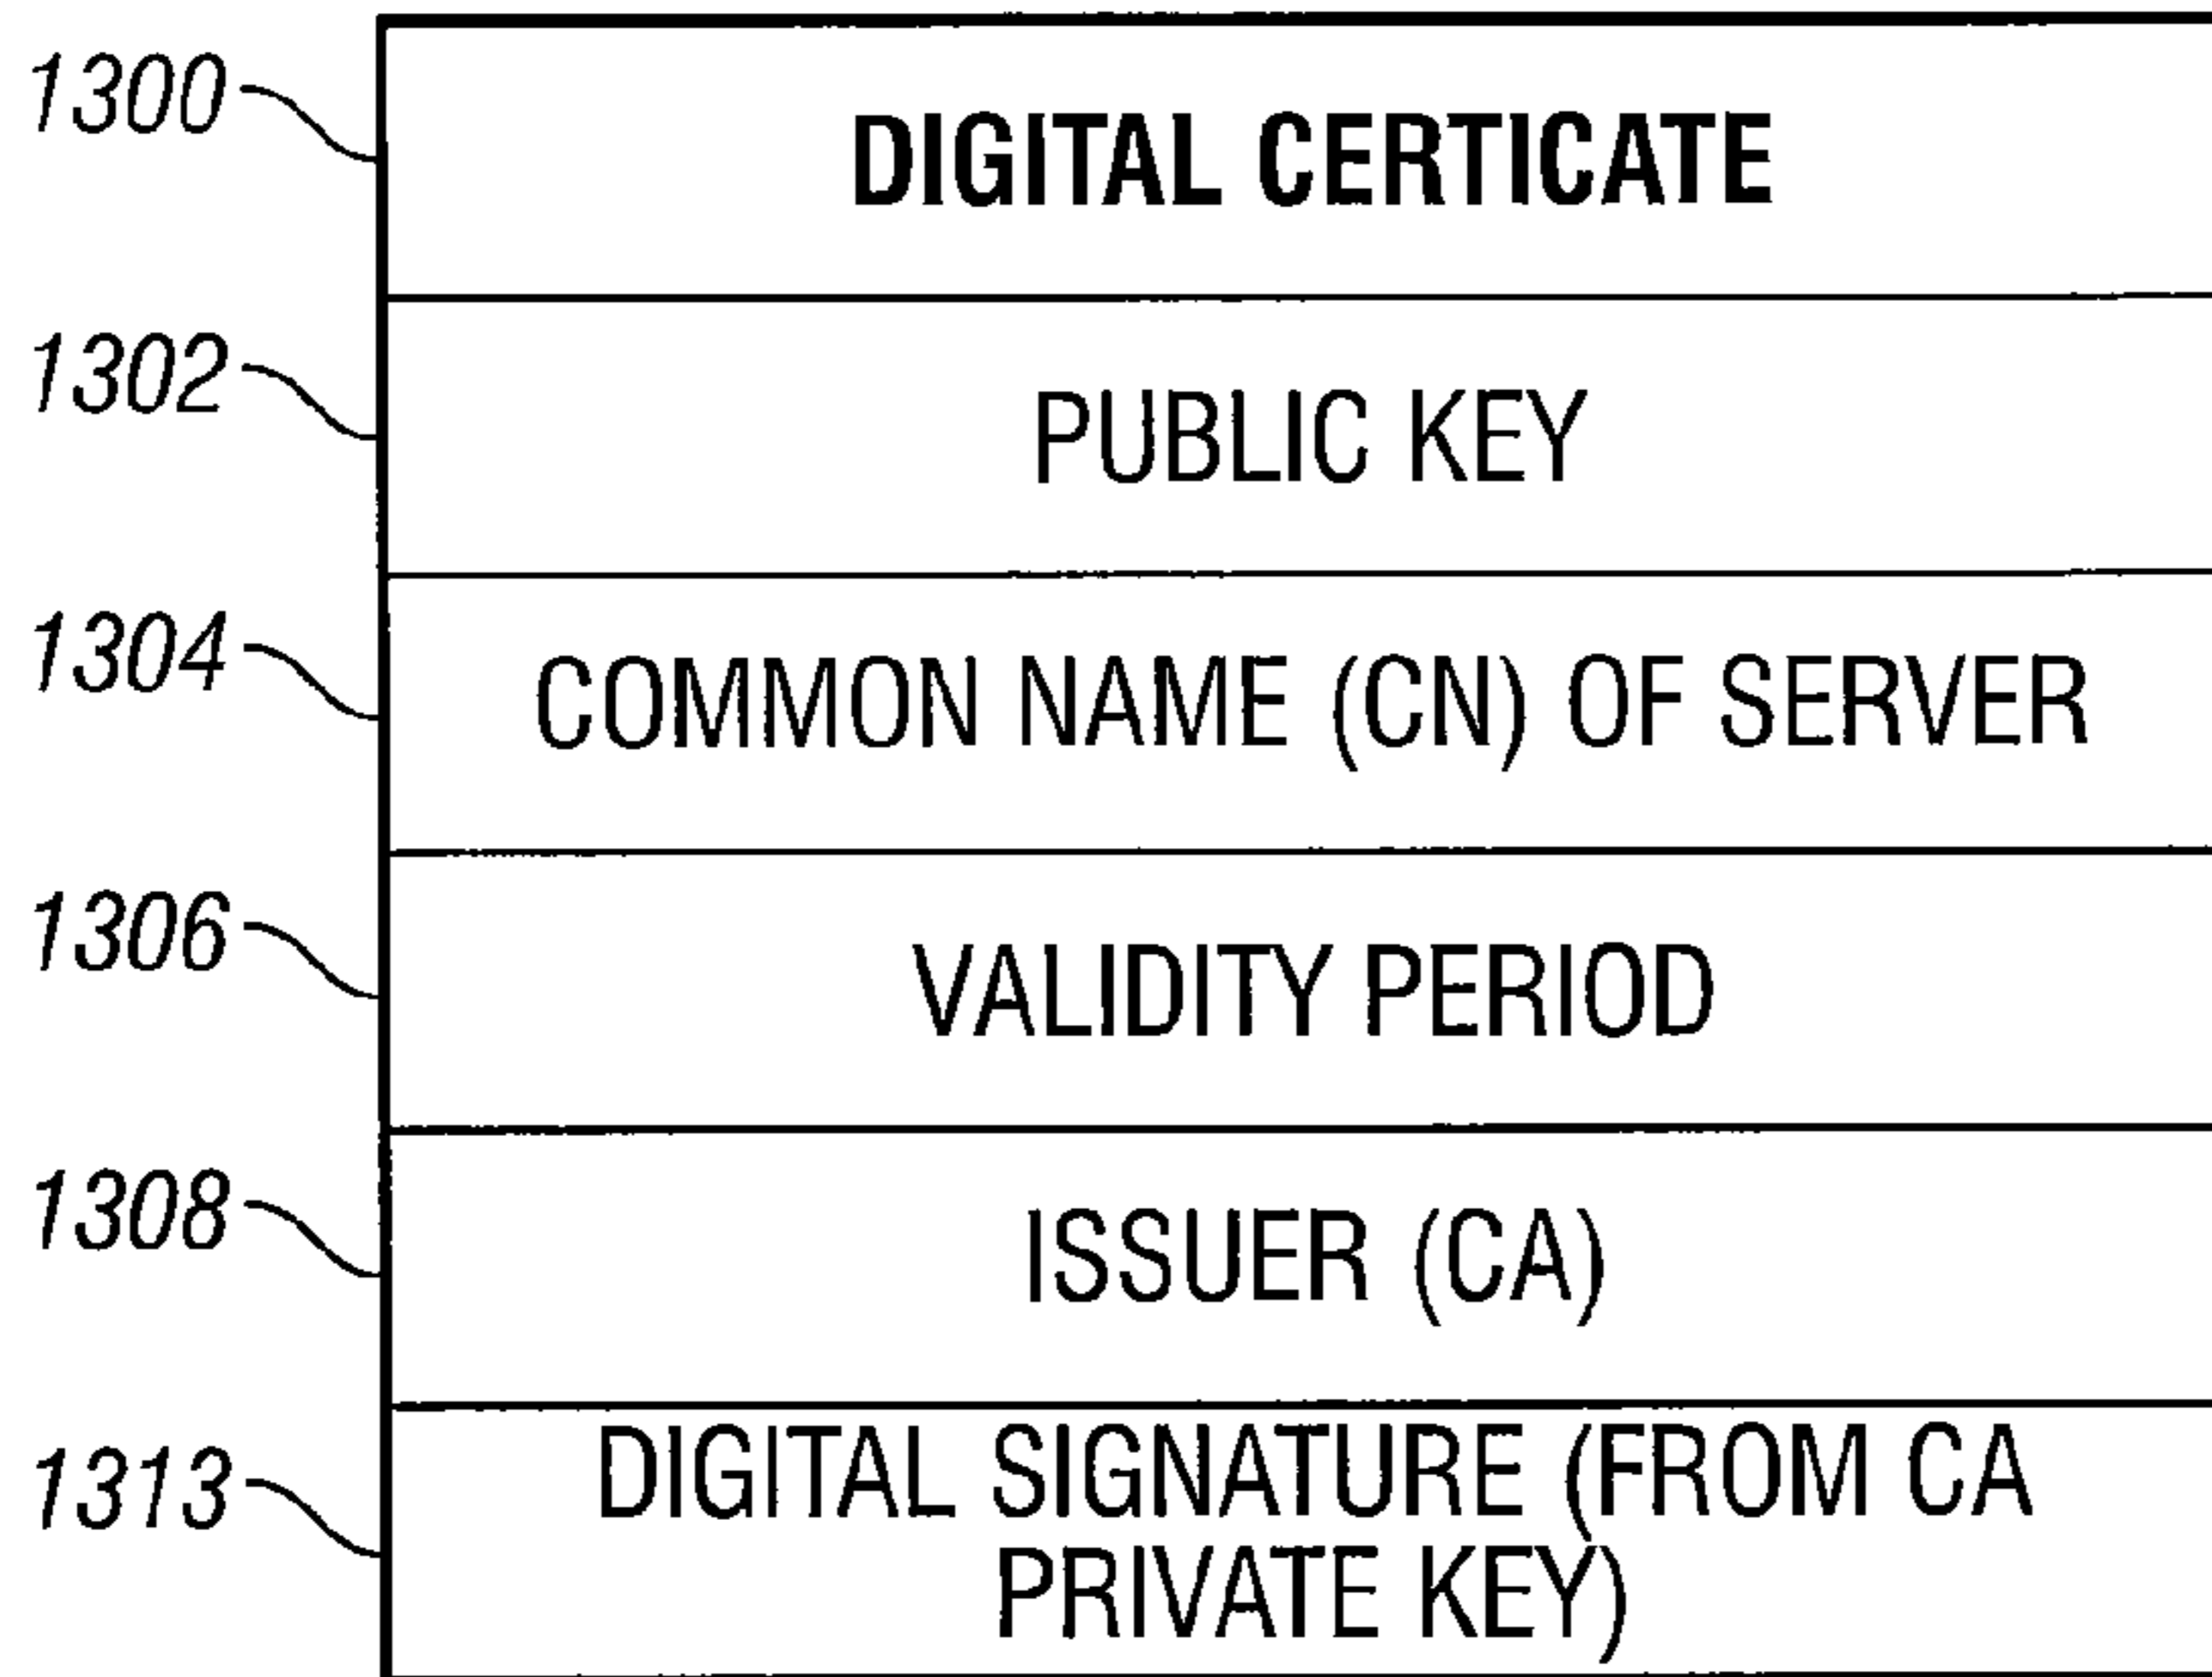 1300 DIGITAL CERTICATE
1302 PUBLIC KEY
1304 COMMON NAME (CN) OF SERVER
1306 VALIDITY PERIOD
1308 ISSUER (CA)
1313 DIGITAL SIGNATURE (FROM CA
PRIVATE KEY)